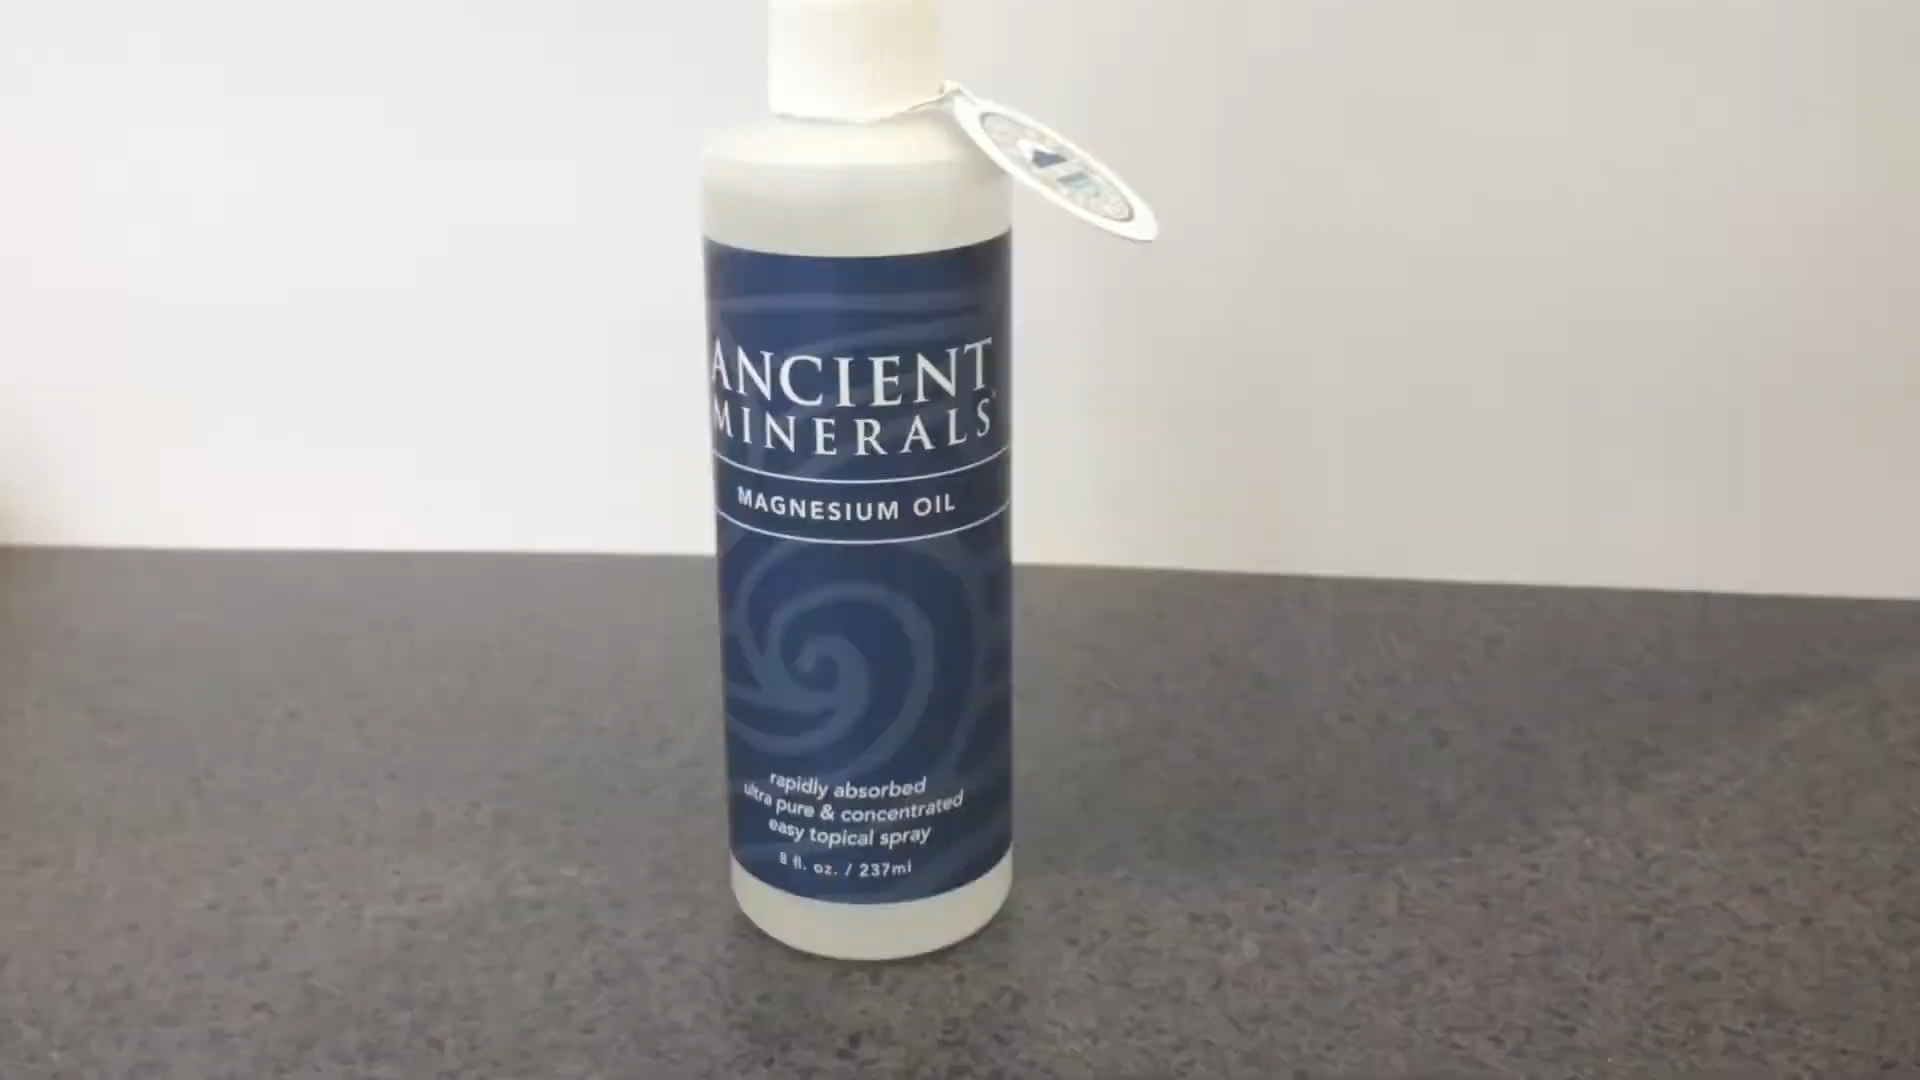 ANCIENT
MINERALS
MAGNESIUM OIL
rapidly absorbed
ultra pure & concentrated
easy topical spray
8 fl. oz. / 237ml